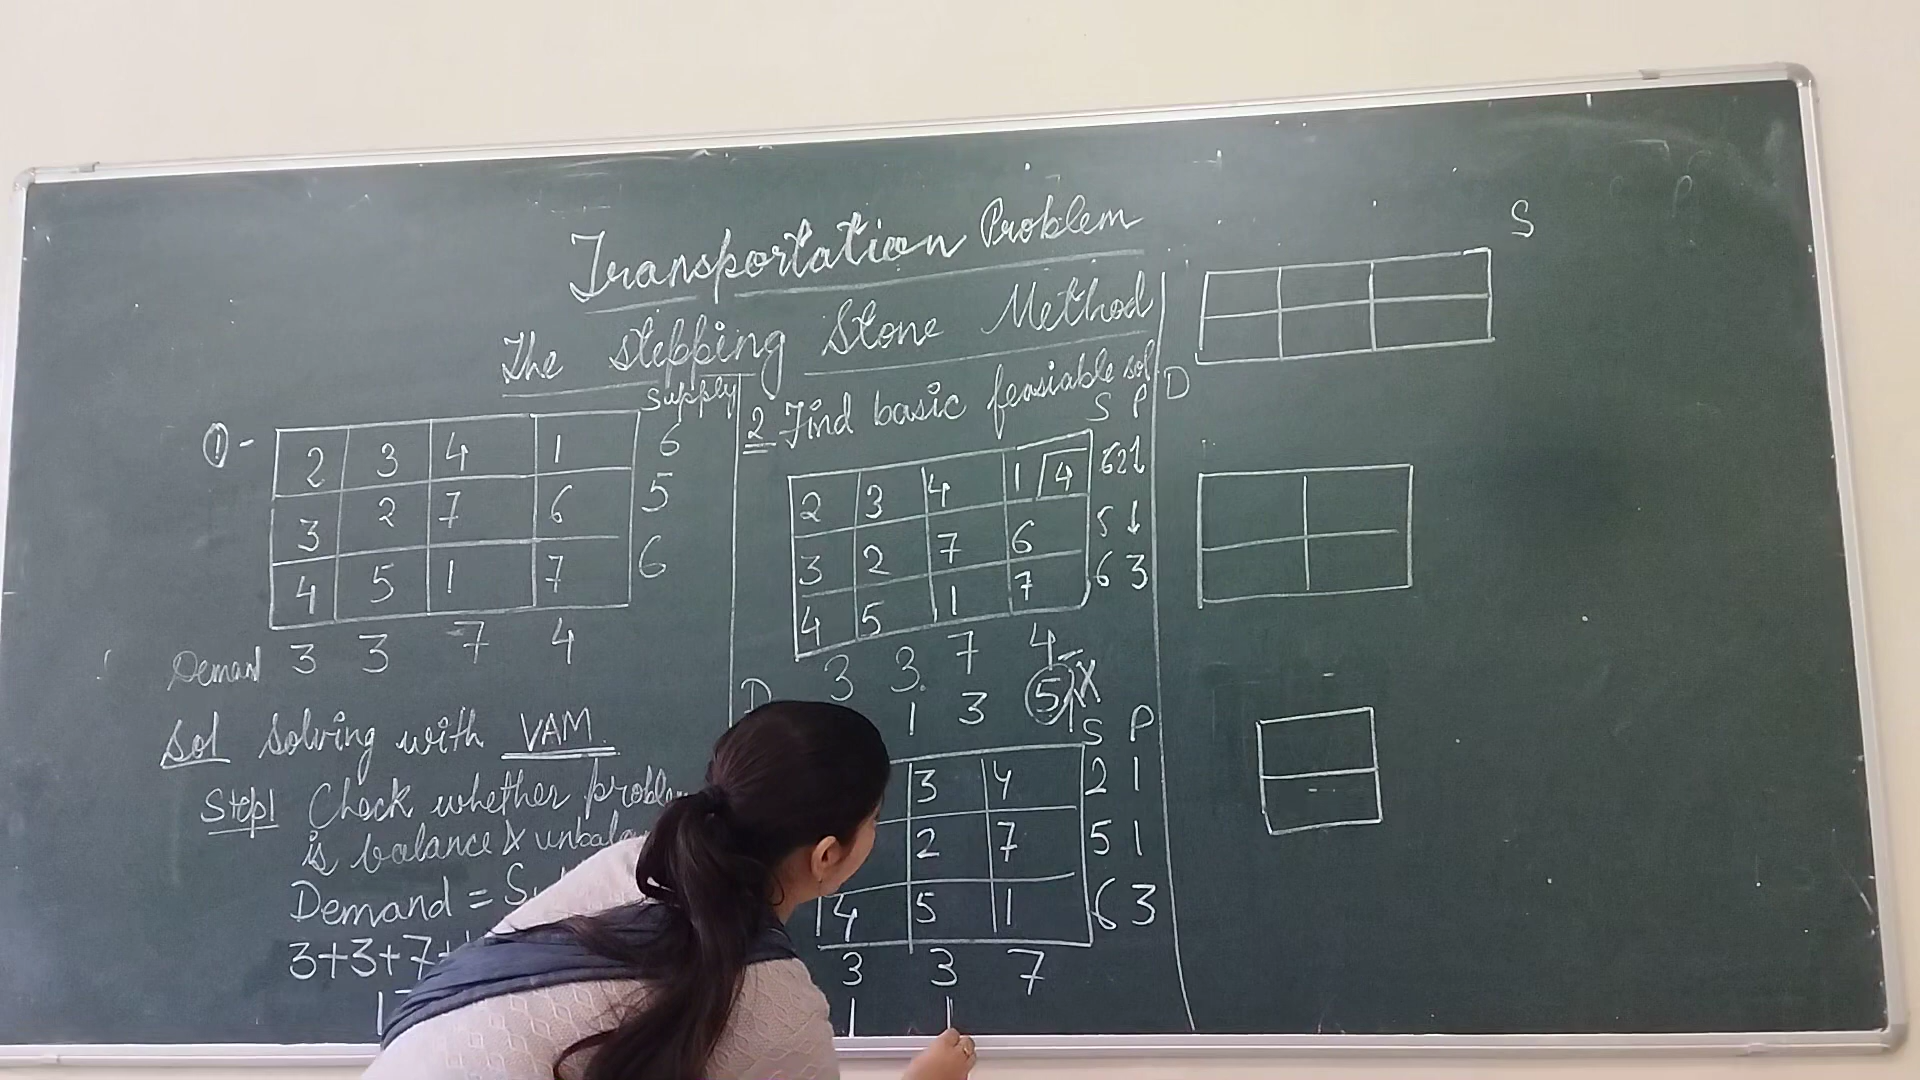 Transportation Problem
The Stepping Stone Method
Supply
① -
2 3 4 1 6
3 2 7 6 5
4 5 1 7 6
Demand 3 3 7 4
Sol Solving with VAM.
Step1 Check whether
is balance
Demand =
3+3+7+
2 Find basic feasiable sol.
S P
2 3 4 1 4 6 2 1
3 2 7 6 5 1
4 5 1 7 6 3
D 3 3 7 4
1 3 5 X
S P
3 4 2 1
2 7 5 1
4 5 1 6 3
3 3 7
1 1
S
D